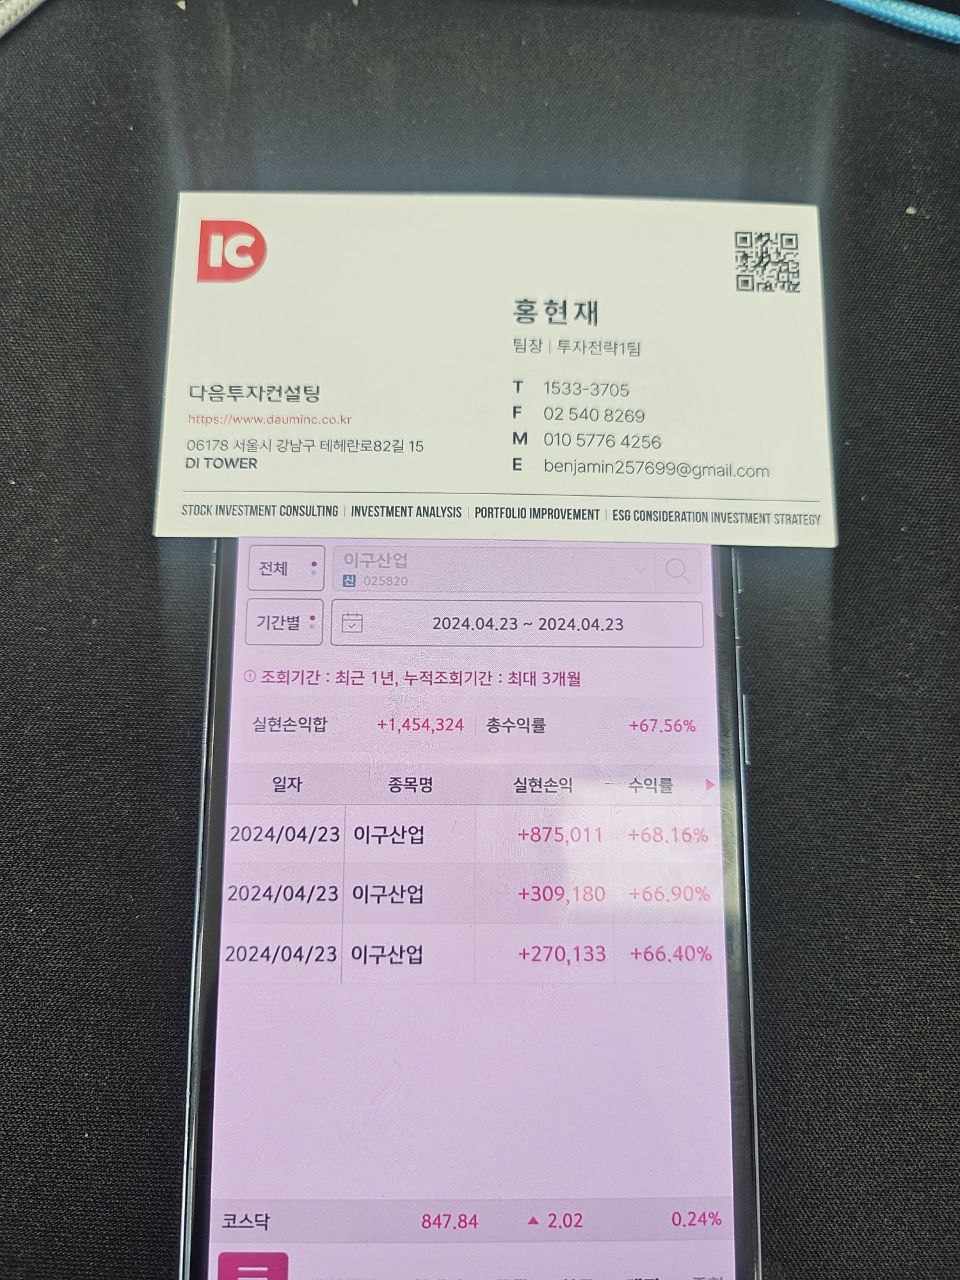 IC
홍현재
팀장 | 투자전략1팀
다음투자컨설팅
https://www.dauminc.co.kr
06178 서울시 강남구 테헤란로82길 15
DI TOWER
T 1533-3705
F 02 540 8269
M 010 5776 4256
E benjamin257699@gmail.com
STOCK INVESTMENT CONSULTING | INVESTMENT ANALYSIS | PORTFOLIO IMPROVEMENT | ESG CONSIDERATION INVESTMENT STRATEGY
전체 이구산업
신 025820
기간별 2024.04.23 ~ 2024.04.23
조회기간 : 최근 1년, 누적조회기간 : 최대 3개월
실현손익합 +1,454,324 총수익률 +67.56%
일자 종목명 실현손익 수익률
2024/04/23 이구산업 +875,011 +68.16%
2024/04/23 이구산업 +309,180 +66.90%
2024/04/23 이구산업 +270,133 +66.40%
코스닥 847.84 ▲ 2.02 0.24%